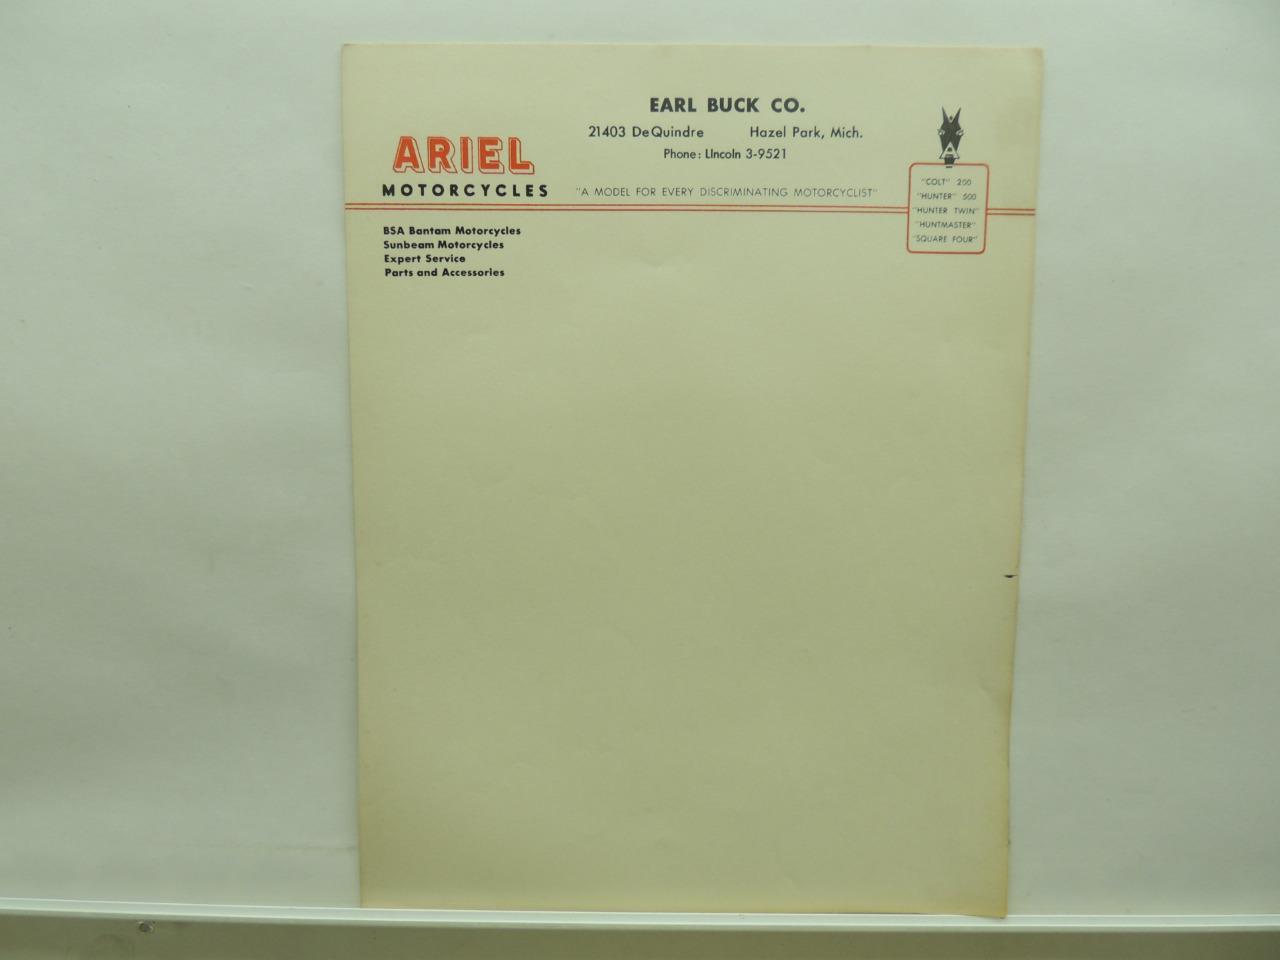 EARL BUCK CO.
21403 DeQuindre Hazel Park, Mich.
Phone: LIncoln 3-9521
ARIEL
MOTORCYCLES
"A MODEL FOR EVERY DISCRIMINATING MOTORCYCLIST"
A
"COLT" 200
"HUNTER" 500
"HUNTER TWIN"
"HUNTMASTER"
"SQUARE FOUR"
BSA Bantam Motorcycles
Sunbeam Motorcycles
Expert Service
Parts and Accessories